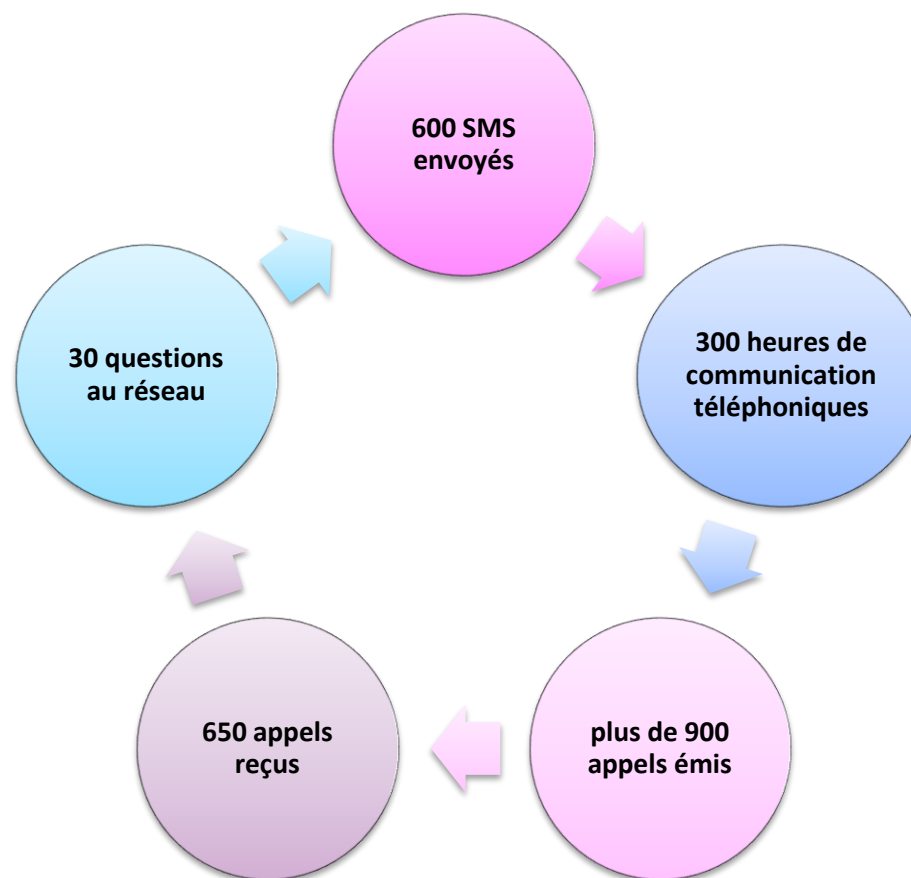 600 SMS
envoyés
300 heures de
communication
téléphoniques
plus de 900
appels émis
650 appels
reçus
30 questions
au réseau